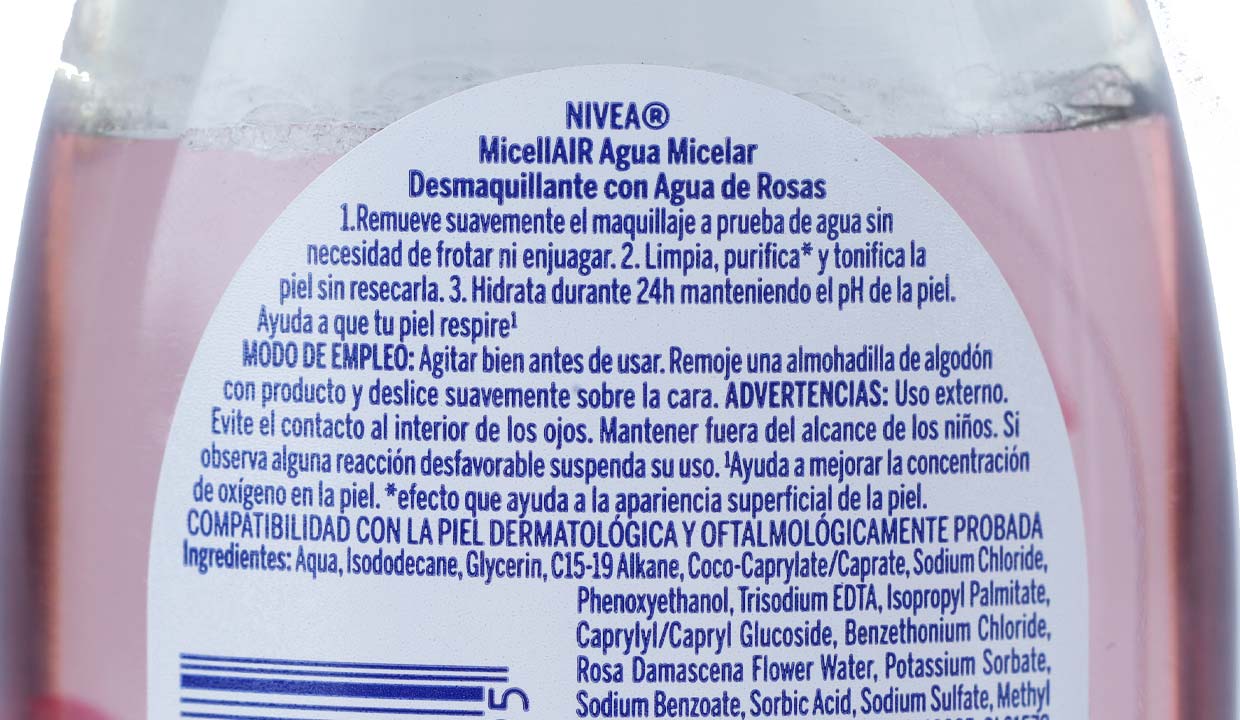 NIVEA®
MicellAIR Agua Micelar
Desmaquillante con Agua de Rosas
1.Remueve suavemente el maquillaje a prueba de agua sin
necesidad de frotar ni enjuagar. 2. Limpia, purifica* y tonifica la
piel sin resecarla. 3. Hidrata durante 24h manteniendo el pH de la piel.
Ayuda a que tu piel respire¹
MODO DE EMPLEO: Agitar bien antes de usar. Remoje una almohadilla de algodón
con producto y deslice suavemente sobre la cara. ADVERTENCIAS: Uso externo.
Evite el contacto al interior de los ojos. Mantener fuera del alcance de los niños. Si
observa alguna reacción desfavorable suspenda su uso. ¹Ayuda a mejorar la concentración
de oxígeno en la piel. *efecto que ayuda a la apariencia superficial de la piel.
COMPATIBILIDAD CON LA PIEL DERMATOLÓGICA Y OFTALMOLÓGICAMENTE PROBADA
Ingredientes: Aqua, Isododecane, Glycerin, C15-19 Alkane, Coco-Caprylate/Caprate, Sodium Chloride,
Phenoxyethanol, Trisodium EDTA, Isopropyl Palmitate,
Caprylyl/Capryl Glucoside, Benzethonium Chloride,
Rosa Damascena Flower Water, Potassium Sorbate,
Sodium Benzoate, Sorbic Acid, Sodium Sulfate, Methyl
5